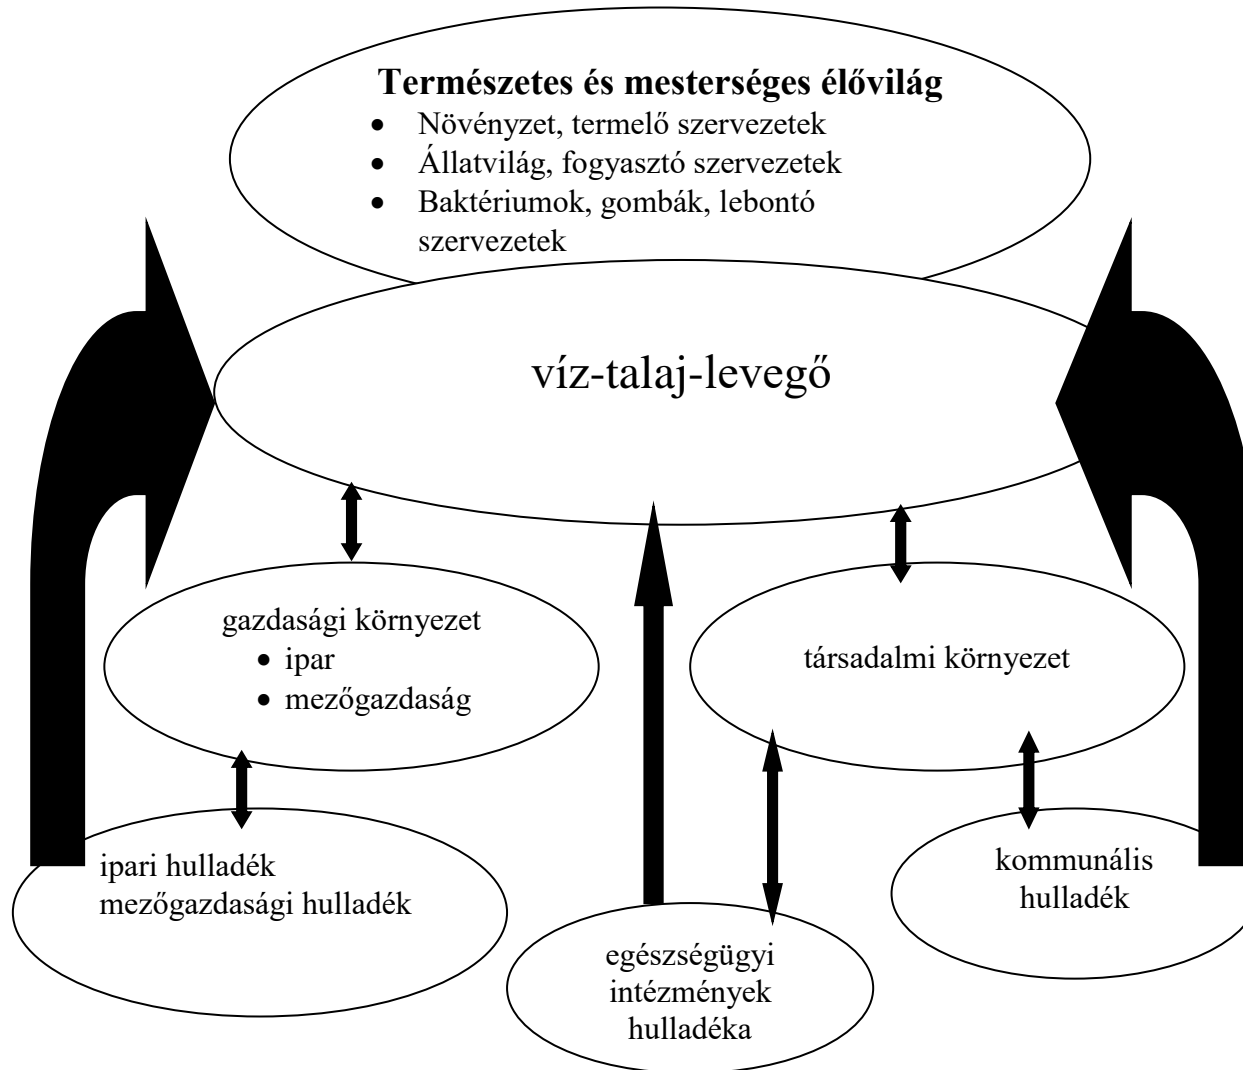 Természetes és mesterséges élővilág
• Növényzet, termelő szervezetek
• Állatvilág, fogyasztó szervezetek
• Baktériumok, gombák, lebontó
szervezetek
víz-talaj-levegő
gazdasági környezet
• ipar
• mezőgazdaság
társadalmi környezet
ipari hulladék
mezőgazdasági hulladék
egészségügyi
intézmények
hulladéka
kommunális
hulladék